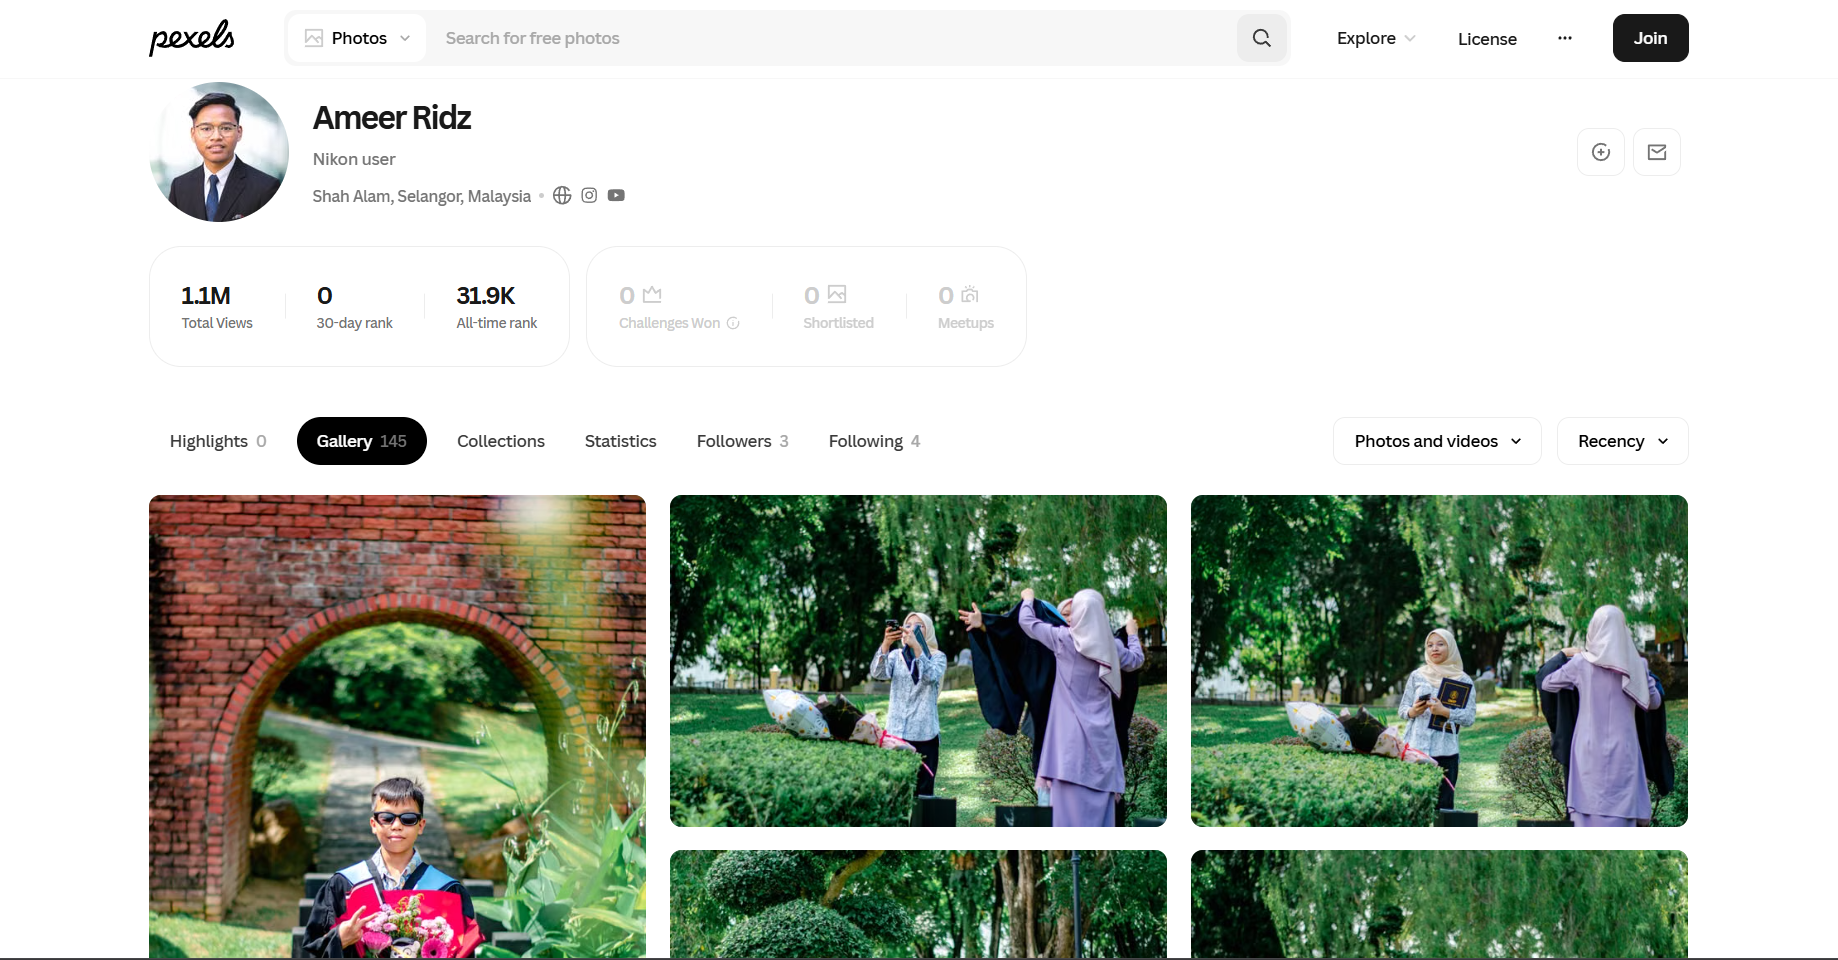 pexels
Photos
Search for free photos
Explore
License
Join
Ameer Ridz
Nikon user
Shah Alam, Selangor, Malaysia
1.1M
Total Views
0
30-day rank
31.9K
All-time rank
0
Challenges Won
0
Shortlisted
0
Meetups
Highlights 0
Gallery 145
Collections
Statistics
Followers 3
Following 4
Photos and videos
Recency